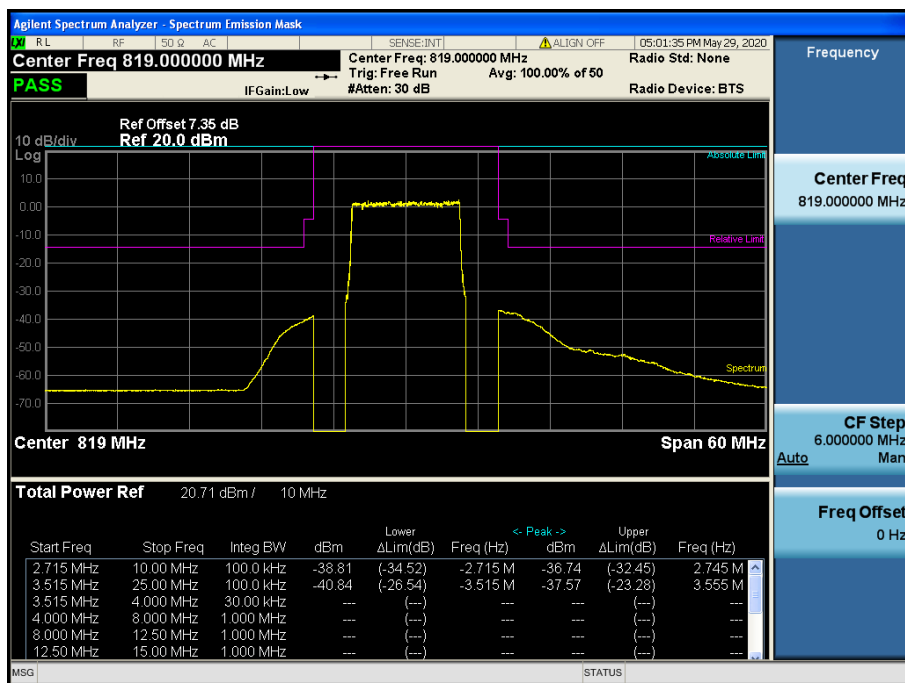 Agilent Spectrum Analyzer - Spectrum Emission Mask
LXI RL RF 50 Ω AC SENSE:INT ALIGN OFF 05:01:35 PM May 29, 2020
Center Freq 819.000000 MHz
Center Freq: 819.000000 MHz Radio Std: None
Trig: Free Run Avg: 100.00% of 50
PASS IFGain:Low #Atten: 30 dB Radio Device: BTS
Ref Offset 7.35 dB
10 dB/div Ref 20.0 dBm
Log
Absolute Limit
10.0
0.00
-10.0
Relative Limit
-20.0
-30.0
-40.0
-50.0
-60.0
Spectrum
-70.0
Center 819 MHz Span 60 MHz
Total Power Ref 20.71 dBm / 10 MHz
Lower <- Peak -> Upper
Start Freq Stop Freq Integ BW dBm ΔLim(dB) Freq (Hz) dBm ΔLim(dB) Freq (Hz)
2.715 MHz 10.00 MHz 100.0 kHz -38.81 (-34.52) -2.715 M -36.74 (-32.45) 2.745 M
3.515 MHz 25.00 MHz 100.0 kHz -40.84 (-26.54) -3.515 M -37.57 (-23.28) 3.555 M
3.515 MHz 4.000 MHz 30.00 kHz --- (---) --- --- (---) ---
4.000 MHz 8.000 MHz 1.000 MHz --- (---) --- --- (---) ---
8.000 MHz 12.50 MHz 1.000 MHz --- (---) --- --- (---) ---
12.50 MHz 15.00 MHz 1.000 MHz --- (---) --- --- (---) ---
MSG STATUS
Frequency
Center Freq
819.000000 MHz
CF Step
6.000000 MHz
Auto Man
Freq Offset
0 Hz